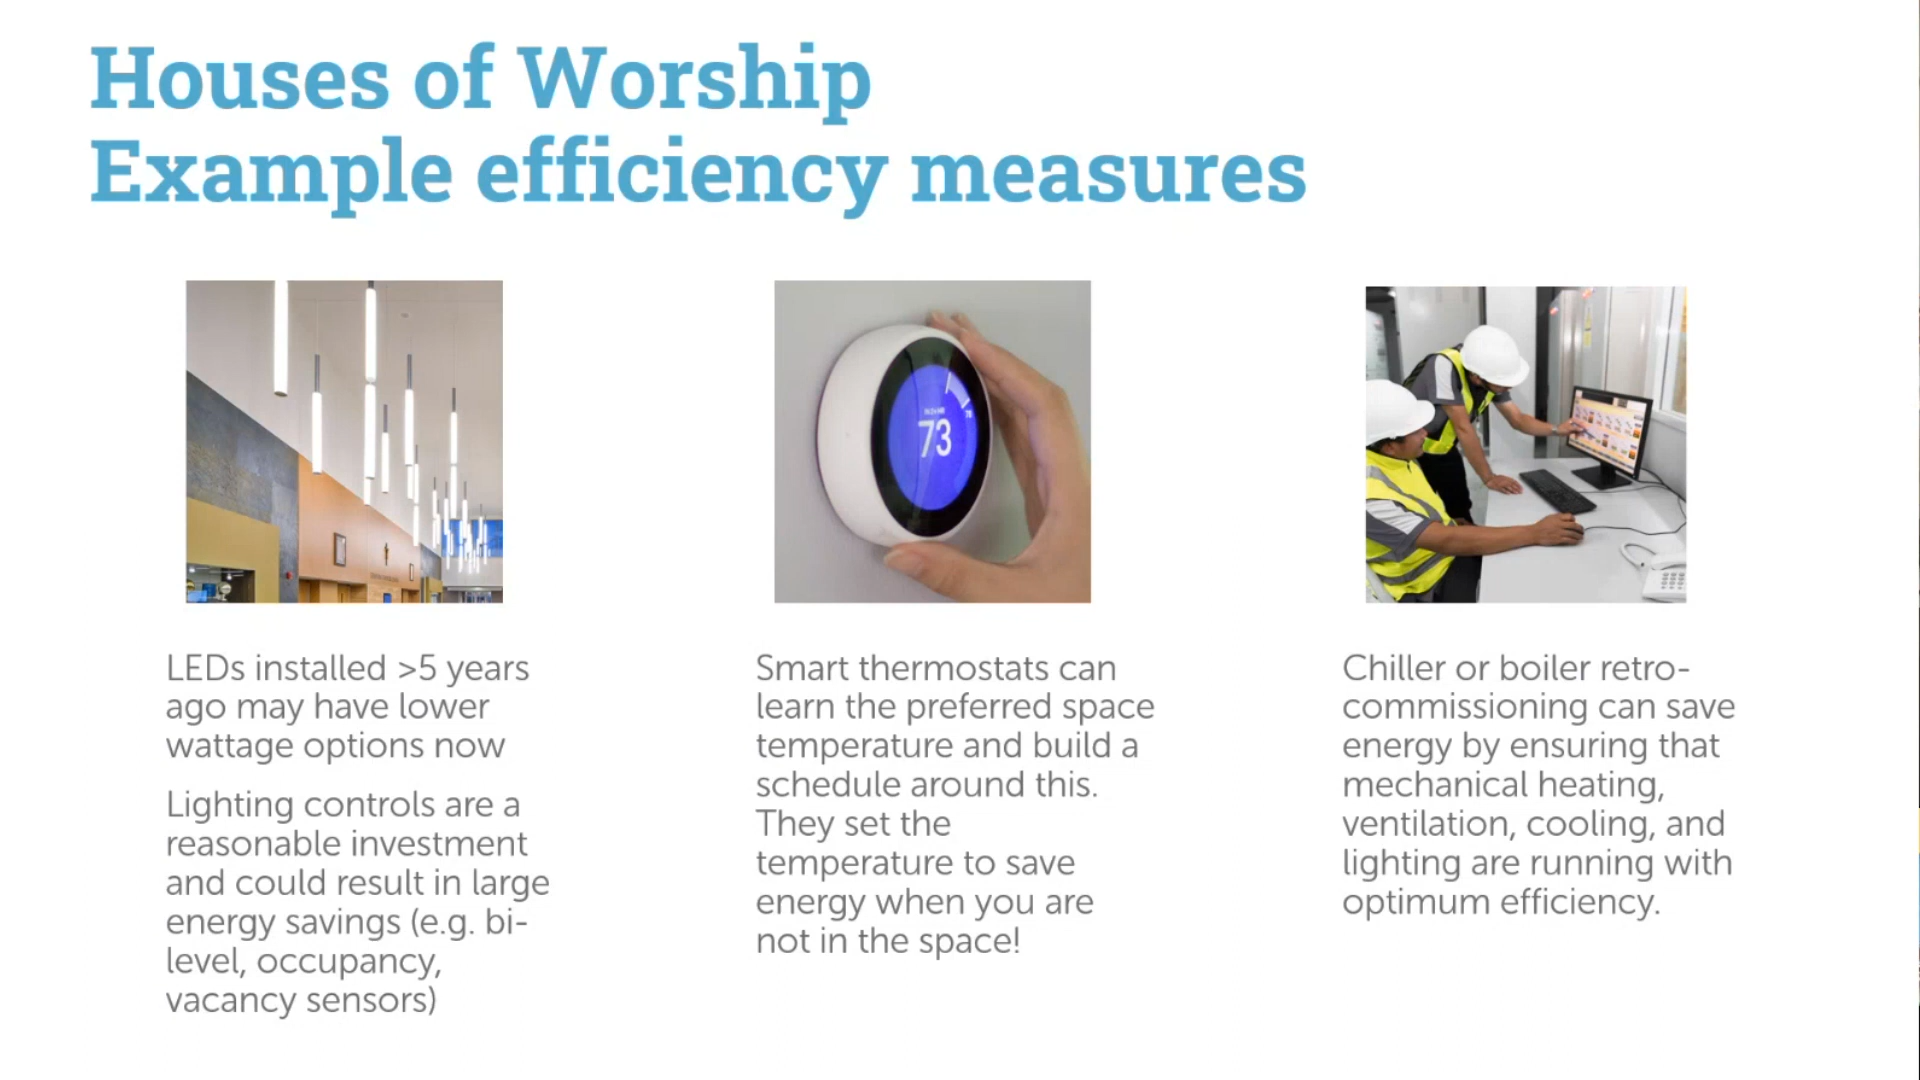 Houses of Worship
Example efficiency measures
73
LEDs installed >5 years
ago may have lower
wattage options now
Lighting controls are a
reasonable investment
and could result in large
energy savings (e.g. bi-
level, occupancy,
vacancy sensors)
Smart thermostats can
learn the preferred space
temperature and build a
schedule around this.
They set the
temperature to save
energy when you are
not in the space!
Chiller or boiler retro-
commissioning can save
energy by ensuring that
mechanical heating,
ventilation, cooling, and
lighting are running with
optimum efficiency.